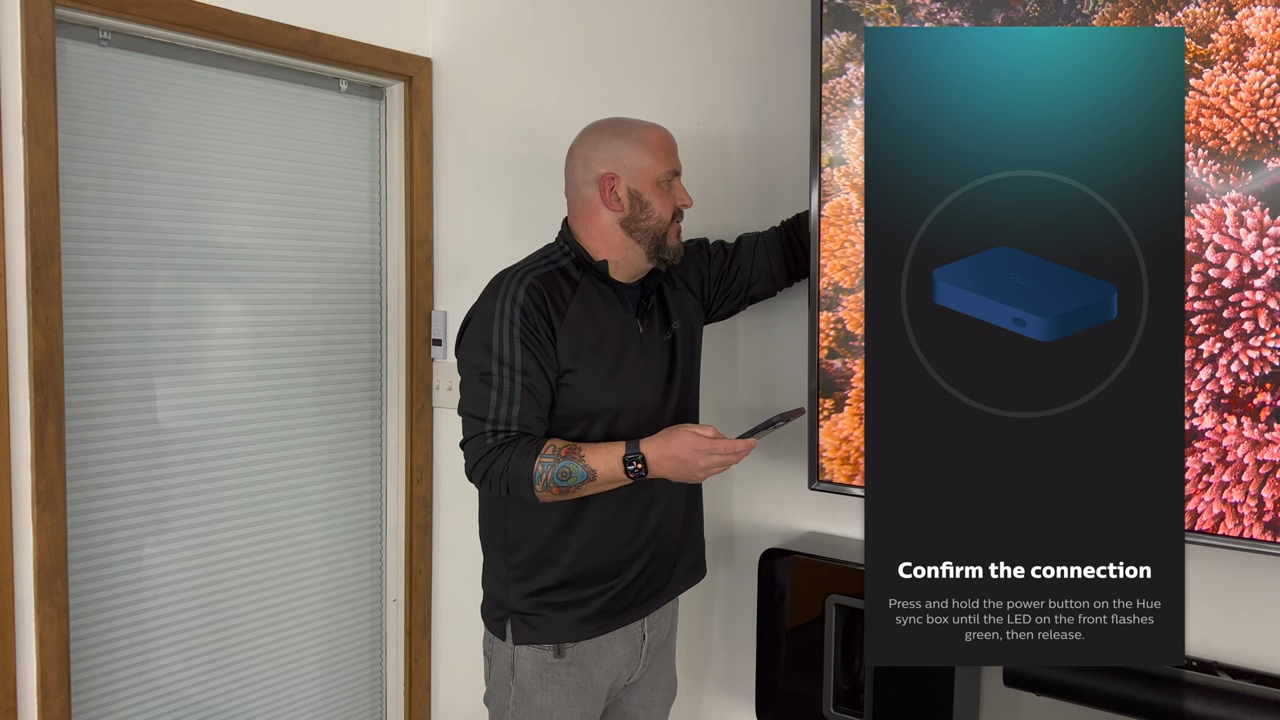 Confirm the connection
Press and hold the power button on the Hue
sync box until the LED on the front flashes
green, then release.